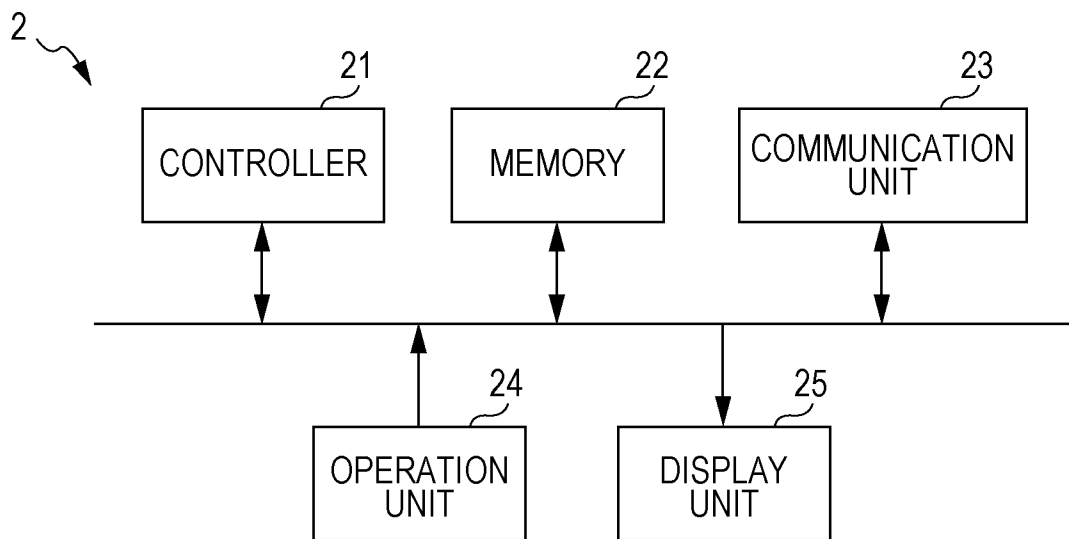 2
21
22
23
CONTROLLER
MEMORY
COMMUNICATION
UNIT
24
25
OPERATION
UNIT
DISPLAY
UNIT